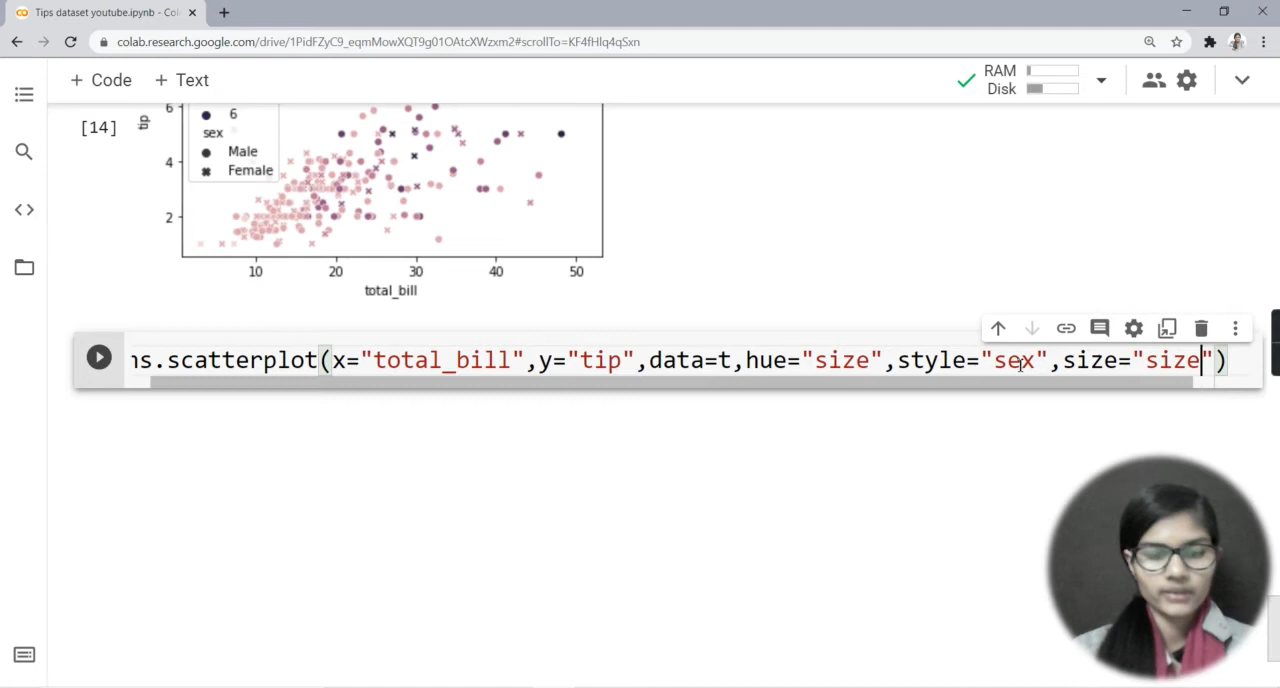 Tips dataset youtube.ipynb - Col
colab.research.google.com/drive/1PidFZyC9_eqmMowXQT9g01OAtcXWzxm2#scrollTo=KF4fHlq4qSxn
+ Code + Text
RAM
Disk
[14]
tip
6
4
2
6
sex
Male
Female
10 20 30 40 50
total_bill
ns.scatterplot(x="total_bill",y="tip",data=t,hue="size",style="sex",size="size")